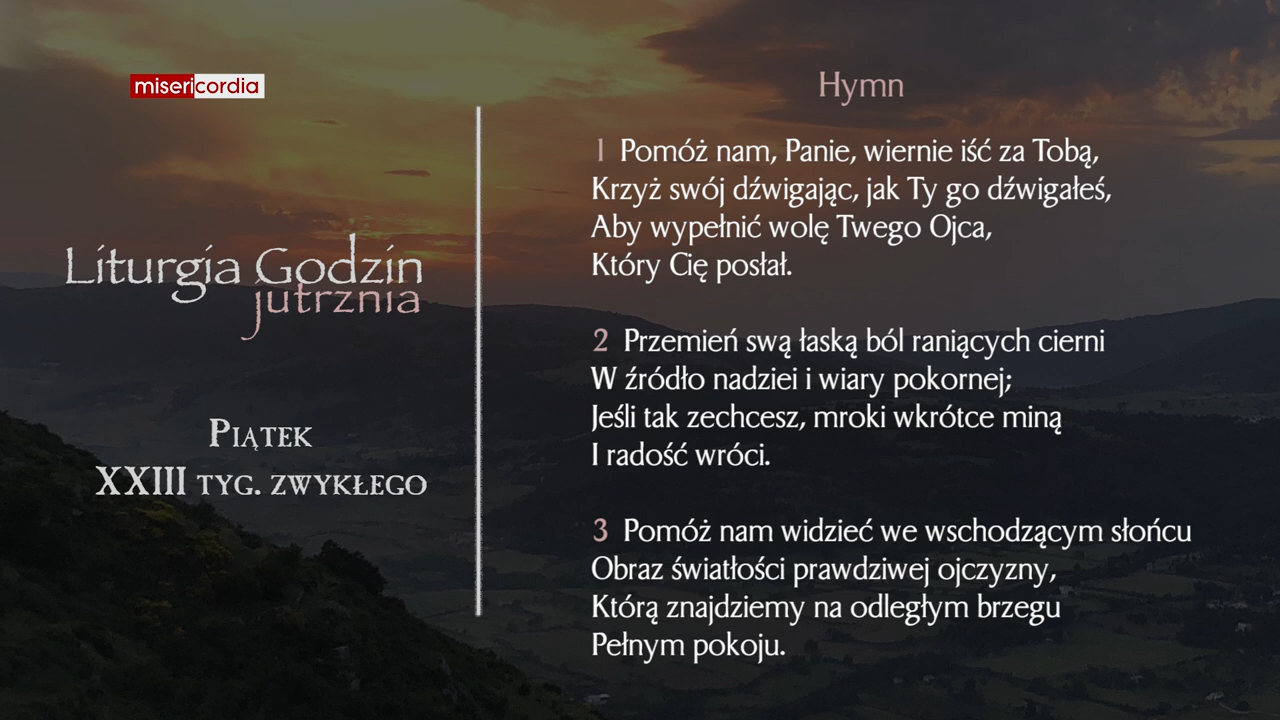 misericordia
Liturgia Godzin
jutrznia
Piątek
XXIII tyg. zwykłego
Hymn
1 Pomóż nam, Panie, wiernie iść za Tobą,
Krzyż swój dźwigając, jak Ty go dźwigałeś,
Aby wypełnić wolę Twego Ojca,
Który Cię posłał.
2 Przemień swą łaską ból raniących cierni
W źródło nadziei i wiary pokornej;
Jeśli tak zechcesz, mroki wkrótce miną
I radość wróci.
3 Pomóż nam widzieć we wschodzącym słońcu
Obraz światłości prawdziwej ojczyzny,
Którą znajdziemy na odległym brzegu
Pełnym pokoju.